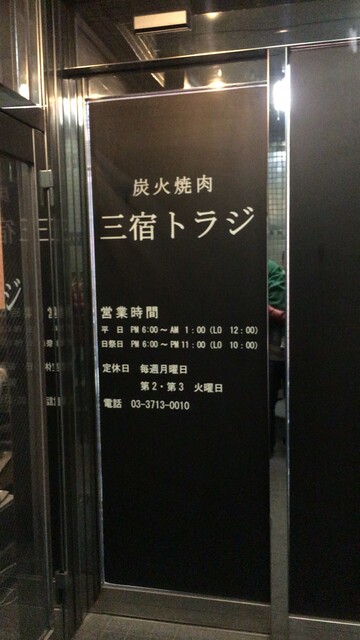 炭火焼肉
三宿トラジ
営業時間
平 日 PM 6:00～AM 1:00 (LO 12:00)
日祭日 PM 6:00～PM 11:00 (LO 10:00)
定休日 毎週月曜日
第2・第3 火曜日
電話 03-3713-0010